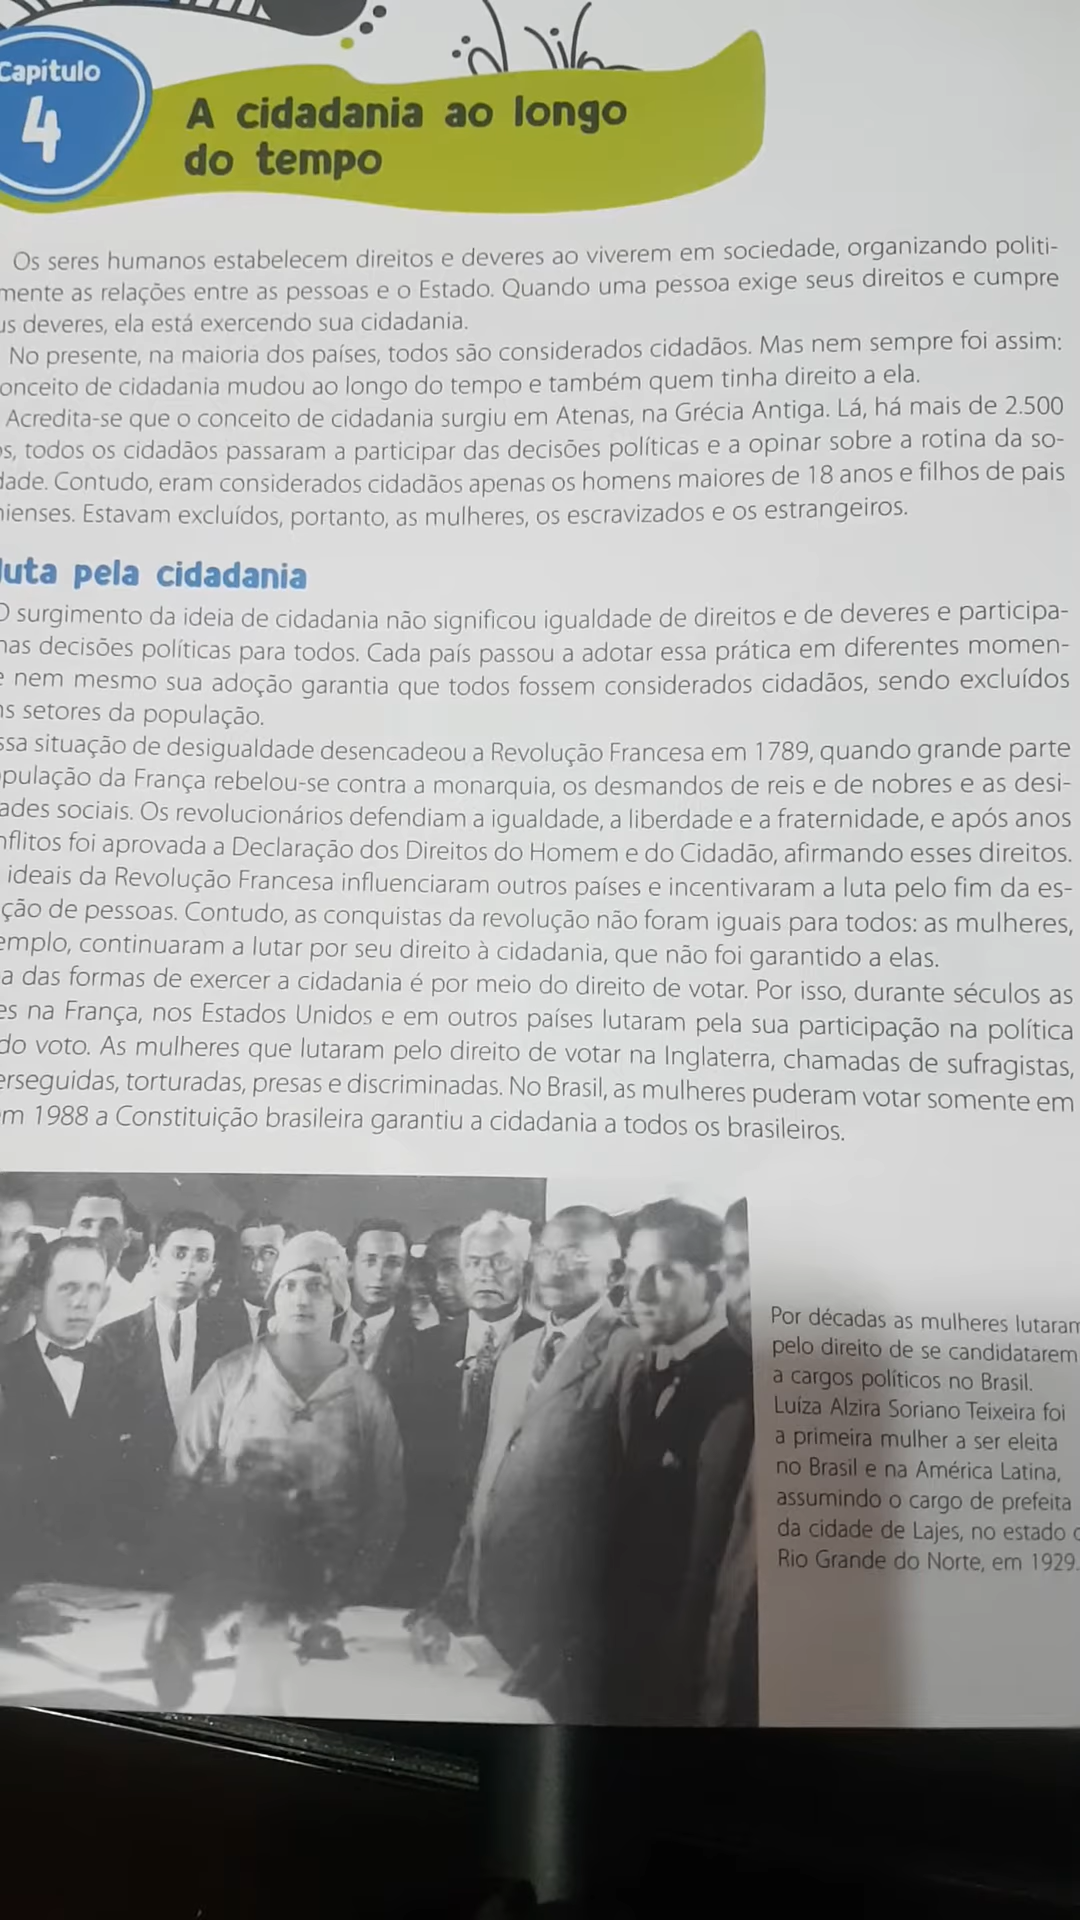 Capítulo
4
A cidadania ao longo
do tempo
Os seres humanos estabelecem direitos e deveres ao viverem em sociedade, organizando politi-
mente as relações entre as pessoas e o Estado. Quando uma pessoa exige seus direitos e cumpre
us deveres, ela está exercendo sua cidadania.
No presente, na maioria dos países, todos são considerados cidadãos. Mas nem sempre foi assim:
onceito de cidadania mudou ao longo do tempo e também quem tinha direito a ela.
Acredita-se que o conceito de cidadania surgiu em Atenas, na Grécia Antiga. Lá, há mais de 2.500
os, todos os cidadãos passaram a participar das decisões políticas e a opinar sobre a rotina da so-
dade. Contudo, eram considerados cidadãos apenas os homens maiores de 18 anos e filhos de pais
nienses. Estavam excluídos, portanto, as mulheres, os escravizados e os estrangeiros.
luta pela cidadania
O surgimento da ideia de cidadania não significou igualdade de direitos e de deveres e participa-
nas decisões políticas para todos. Cada país passou a adotar essa prática em diferentes momen-
e nem mesmo sua adoção garantia que todos fossem considerados cidadãos, sendo excluídos
ns setores da população.
ssa situação de desigualdade desencadeou a Revolução Francesa em 1789, quando grande parte
pulação da França rebelou-se contra a monarquia, os desmandos de reis e de nobres e as desi-
ades sociais. Os revolucionários defendiam a igualdade, a liberdade e a fraternidade, e após anos
nflitos foi aprovada a Declaração dos Direitos do Homem e do Cidadão, afirmando esses direitos.
ideais da Revolução Francesa influenciaram outros países e incentivaram a luta pelo fim da es-
ção de pessoas. Contudo, as conquistas da revolução não foram iguais para todos: as mulheres,
emplo, continuaram a lutar por seu direito à cidadania, que não foi garantido a elas.
a das formas de exercer a cidadania é por meio do direito de votar. Por isso, durante séculos as
es na França, nos Estados Unidos e em outros países lutaram pela sua participação na política
do voto. As mulheres que lutaram pelo direito de votar na Inglaterra, chamadas de sufragistas,
erseguidas, torturadas, presas e discriminadas. No Brasil, as mulheres puderam votar somente em
m 1988 a Constituição brasileira garantiu a cidadania a todos os brasileiros.
Por décadas as mulheres lutaram
pelo direito de se candidatarem
a cargos políticos no Brasil.
Luíza Alzira Soriano Teixeira foi
a primeira mulher a ser eleita
no Brasil e na América Latina,
assumindo o cargo de prefeita
da cidade de Lajes, no estado d
Rio Grande do Norte, em 1929.